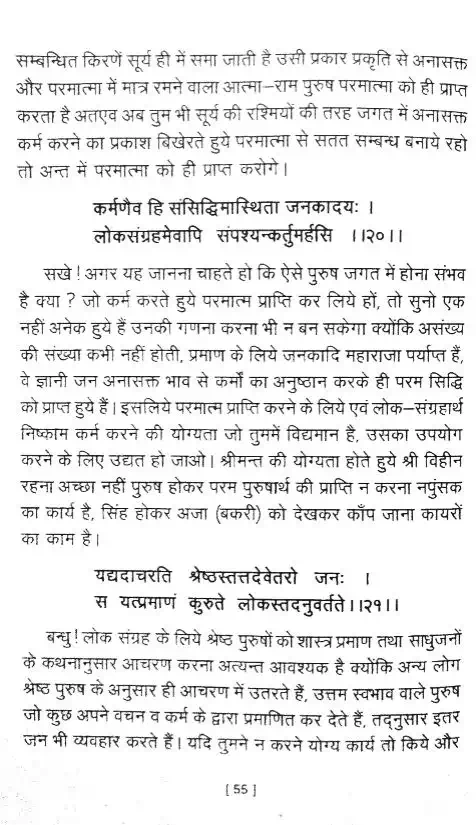 सम्बन्धित किरणें सूर्य ही में समा जाती है उसी प्रकार प्रकृति से अनासक्त
और परमात्मा में मात्र रमने वाला आत्मा–राम पुरुष परमात्मा को ही प्राप्त
करता है अतएव अब तुम भी सूर्य की रश्मियों की तरह जगत में अनासक्त
कर्म करने का प्रकाश बिखेरते हुये परमात्मा से सतत सम्बन्ध बनाये रहो
तो अन्त में परमात्मा को ही प्राप्त करोगे।
कर्मणैव हि संसिद्धिमास्थिता जनकादयः ।
लोकसंग्रहमेवापि संपश्यन्कर्तुमर्हसि ।।२०।।
सखे ! अगर यह जानना चाहते हो कि ऐसे पुरुष जगत में होना संभव
है क्या ? जो कर्म करते हुये परमात्म प्राप्ति कर लिये हों, तो सुनो एक
नहीं अनेक हुये हैं उनकी गणना करना भी न बन सकेगा क्योंकि असंख्य
की संख्या कभी नहीं होती, प्रमाण के लिये जनकादि महाराजा पर्याप्त हैं,
वे ज्ञानी जन अनासक्त भाव से कर्मों का अनुष्ठान करके ही परम सिद्धि
को प्राप्त हुये हैं। इसलिये परमात्म प्राप्ति करने के लिये एवं लोक–संग्रहार्थ
निष्काम कर्म करने की योग्यता जो तुममें विद्यमान है, उसका उपयोग
करने के लिए उद्यत हो जाओ। श्रीमन्त की योग्यता होते हुये श्री विहीन
रहना अच्छा नहीं पुरुष होकर परम पुरुषार्थ की प्राप्ति न करना नपुंसक
का कार्य है, सिंह होकर अजा (बकरी) को देखकर काँप जाना कायरों
का काम है।
यद्यदाचरति श्रेष्ठस्तत्तदेवेतरो जनः ।
स यत्प्रमाणं कुरुते लोकस्तदनुवर्तते।।२१।।
बन्धु ! लोक संग्रह के लिये श्रेष्ठ पुरुषों को शास्त्र प्रमाण तथा साधुजनों
के कथनानुसार आचरण करना अत्यन्त आवश्यक है क्योंकि अन्य लोग
श्रेष्ठ पुरुष के अनुसार ही आचरण में उतरते हैं, उत्तम स्वभाव वाले पुरुष
जो कुछ अपने वचन व कर्म के द्वारा प्रमाणित कर देते हैं, तद्नुसार इतर
जन भी व्यवहार करते हैं। यदि तुमने न करने योग्य कार्य तो किये और
[ 55 ]